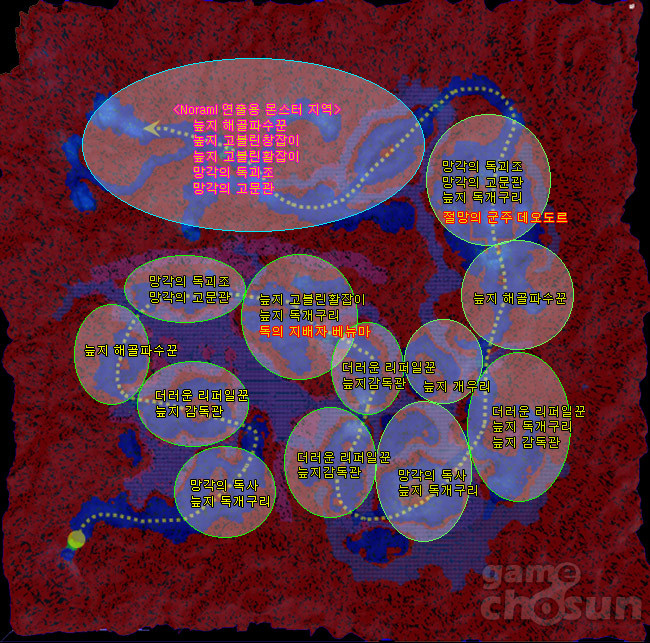 <Noraml 연출용 몬스터 지역>
늪지 해골파수꾼
늪지 고블린창잡이
늪지 고블린활잡이
망각의 독괴조
망각의 고문관
망각의 독괴조
망각의 고문관
늪지 독개구리
절망의 군주 데오도르
늪지 해골파수꾼
망각의 독괴조
망각의 고문관
늪지 고블린활잡이
늪지 독개구리
독의 지배자 베뉴마
늪지 해골파수꾼
더러운 리퍼일꾼
늪지감독관
늪지 개우리
더러운 리퍼일꾼
늪지 감독관
더러운 리퍼일꾼
늪지 독개구리
늪지 감독관
더러운 리퍼일꾼
늪지감독관
망각의 독사
늪지 독개구리
망각의 독사
늪지 독개구리
game
chosun